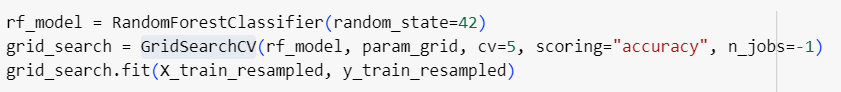 rf_model = RandomForestClassifier(random_state=42)
grid_search = GridSearchCV(rf_model, param_grid, cv=5, scoring="accuracy", n_jobs=-1)
grid_search.fit(X_train_resampled, y_train_resampled)